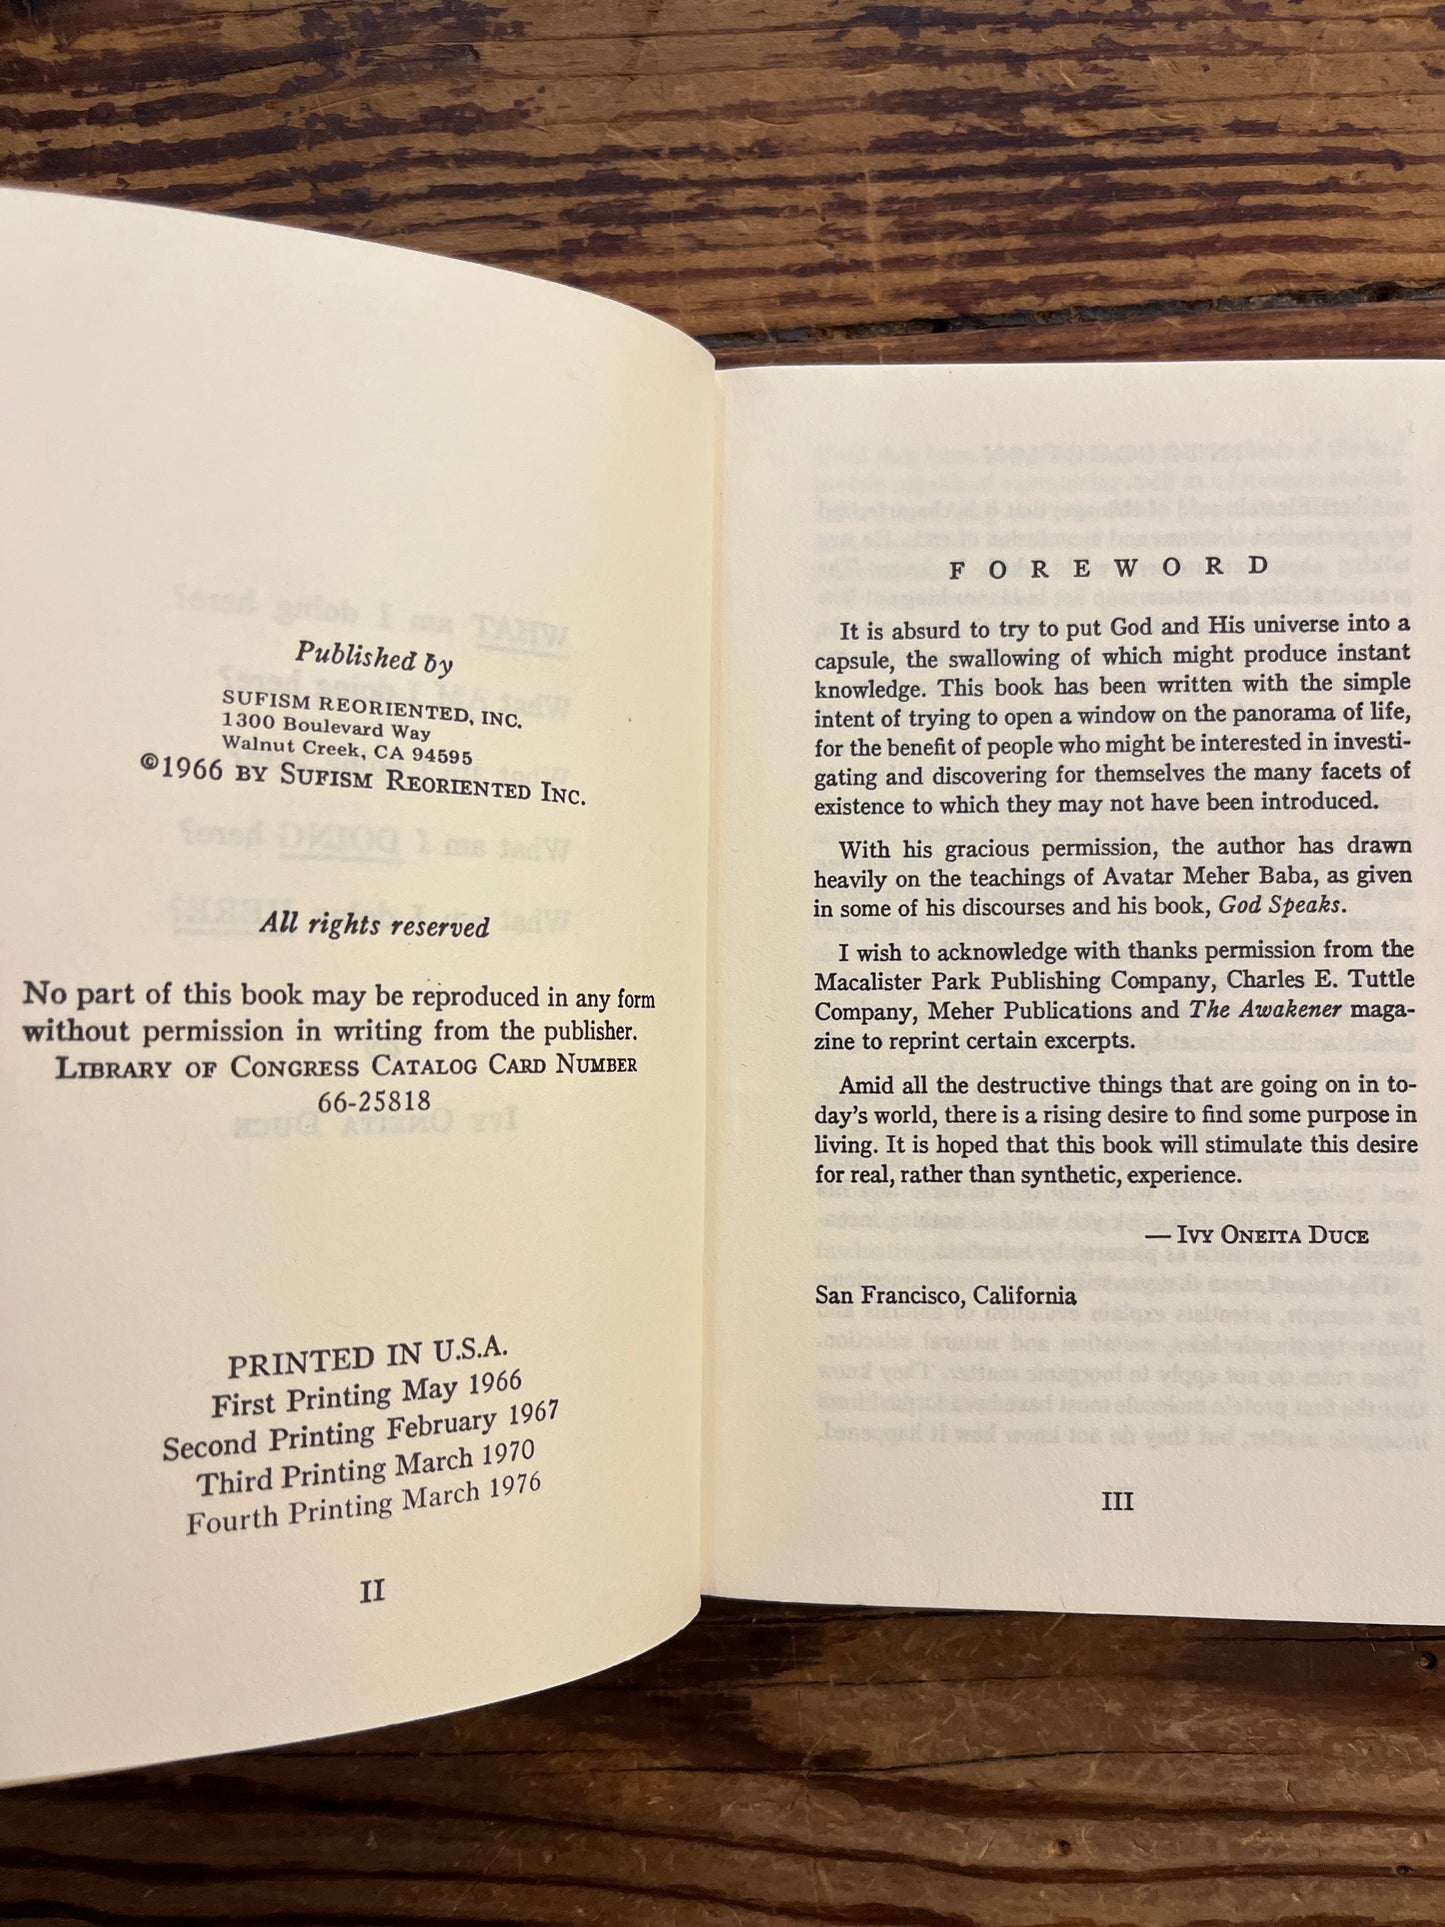 Published by
SUFISM REORIENTED, INC.
1300 Boulevard Way
Walnut Creek, CA 94595
©1966 BY SUFISM REORIENTED INC.
All rights reserved
No part of this book may be reproduced in any form
without permission in writing from the publisher.
LIBRARY OF CONGRESS CATALOG CARD NUMBER
66-25818
PRINTED IN U.S.A.
First Printing May 1966
Second Printing February 1967
Third Printing March 1970
Fourth Printing March 1976
II
FOREWORD
It is absurd to try to put God and His universe into a
capsule, the swallowing of which might produce instant
knowledge. This book has been written with the simple
intent of trying to open a window on the panorama of life,
for the benefit of people who might be interested in investi-
gating and discovering for themselves the many facets of
existence to which they may not have been introduced.
With his gracious permission, the author has drawn
heavily on the teachings of Avatar Meher Baba, as given
in some of his discourses and his book, God Speaks.
I wish to acknowledge with thanks permission from the
Macalister Park Publishing Company, Charles E. Tuttle
Company, Meher Publications and The Awakener maga-
zine to reprint certain excerpts.
Amid all the destructive things that are going on in to-
day's world, there is a rising desire to find some purpose in
living. It is hoped that this book will stimulate this desire
for real, rather than synthetic, experience.
— IVY ONEITA DUCE
San Francisco, California
III